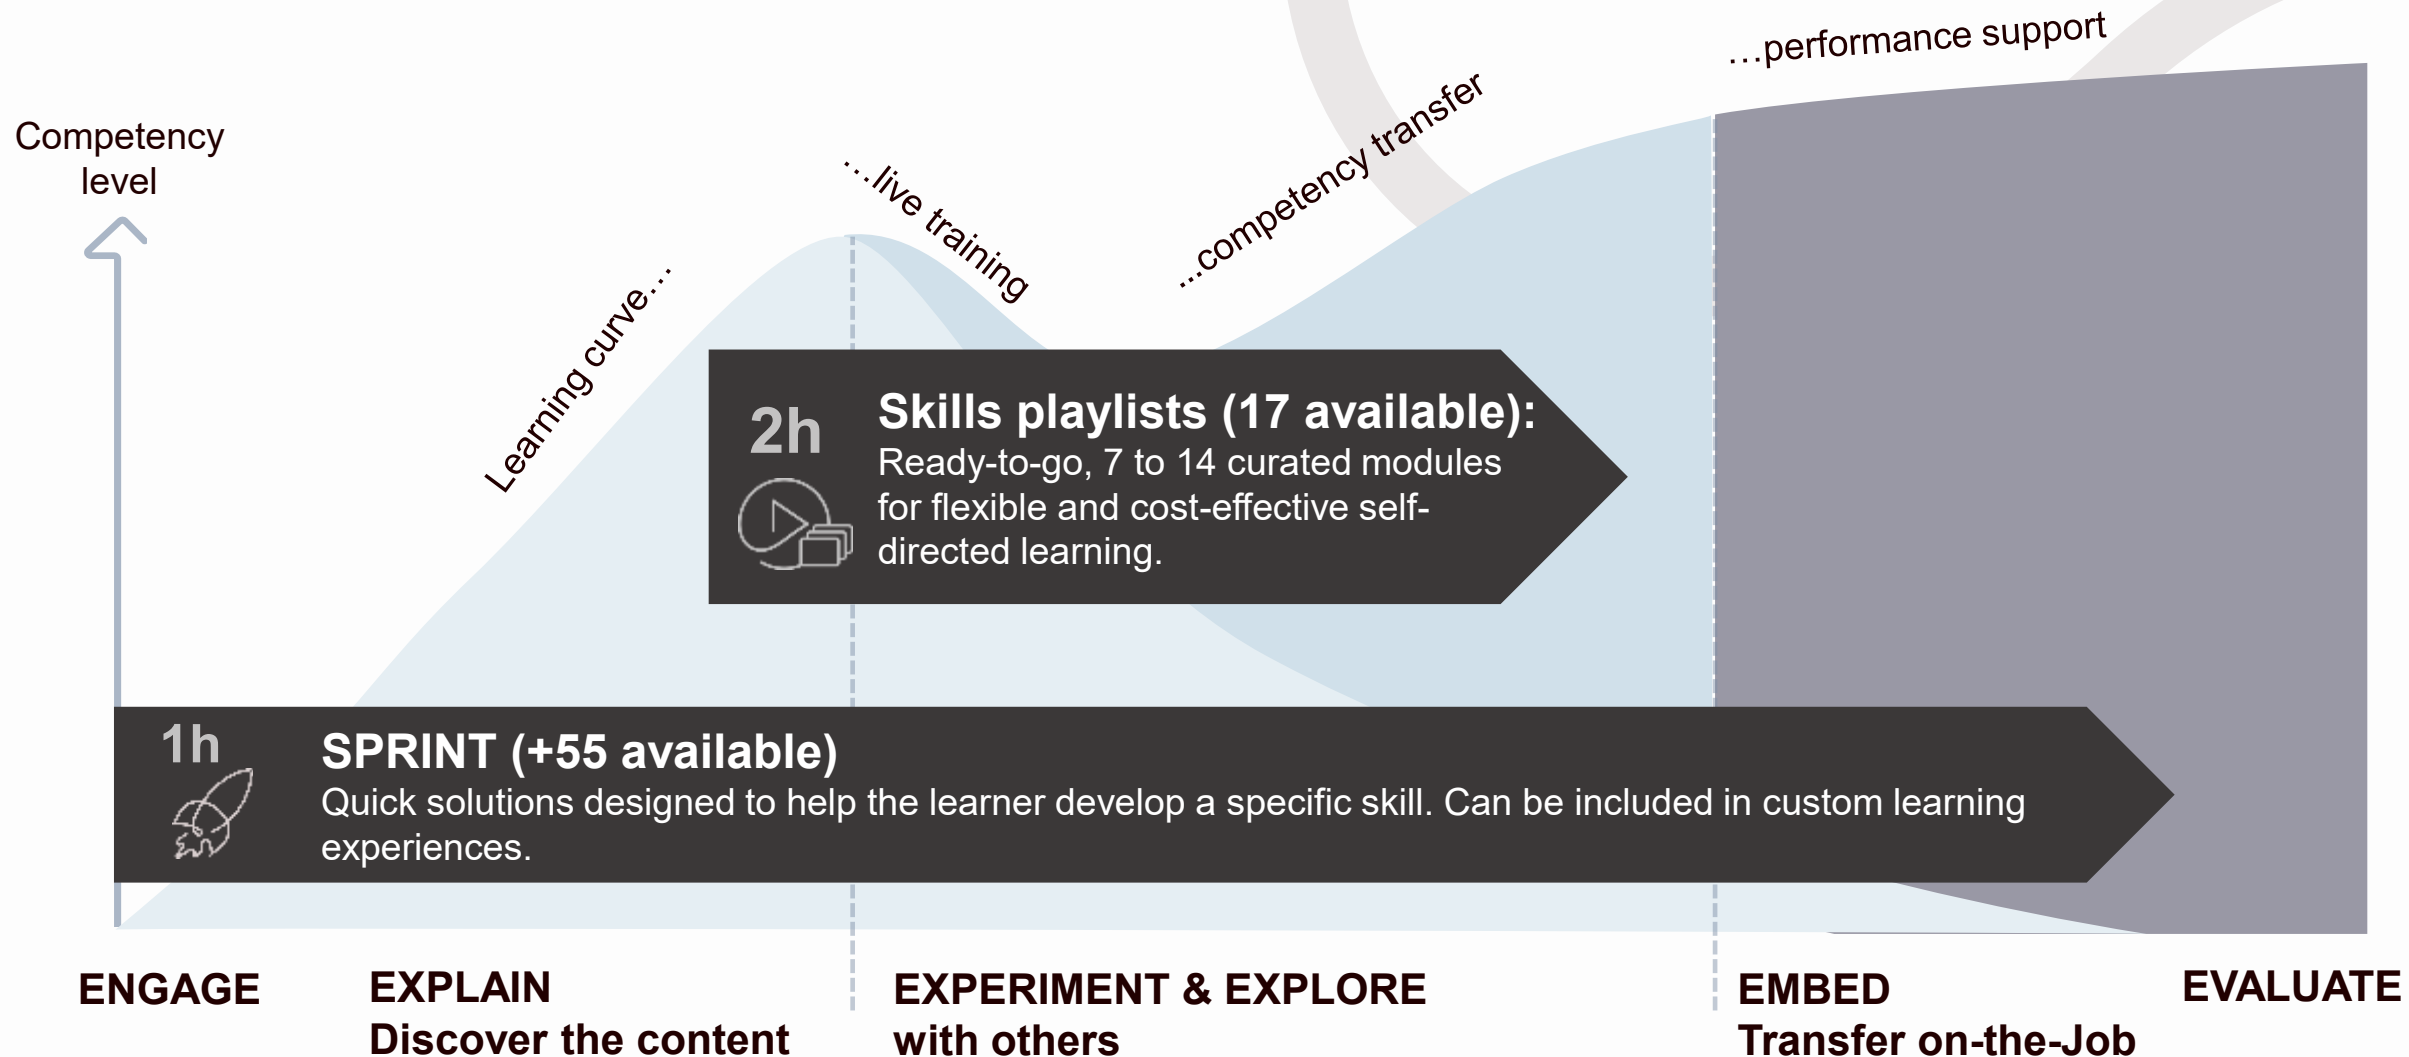 …performance support
Competency
level
…live training
...competency transfer
Learning curve…
2h
Skills playlists (17 available):
Ready-to-go, 7 to 14 curated modules
for flexible and cost-effective self-
directed learning.
1h
SPRINT (+55 available)
Quick solutions designed to help the learner develop a specific skill. Can be included in custom learning
experiences.
ENGAGE
EXPLAIN
Discover the content
EXPERIMENT & EXPLORE
with others
EMBED
Transfer on-the-Job
EVALUATE